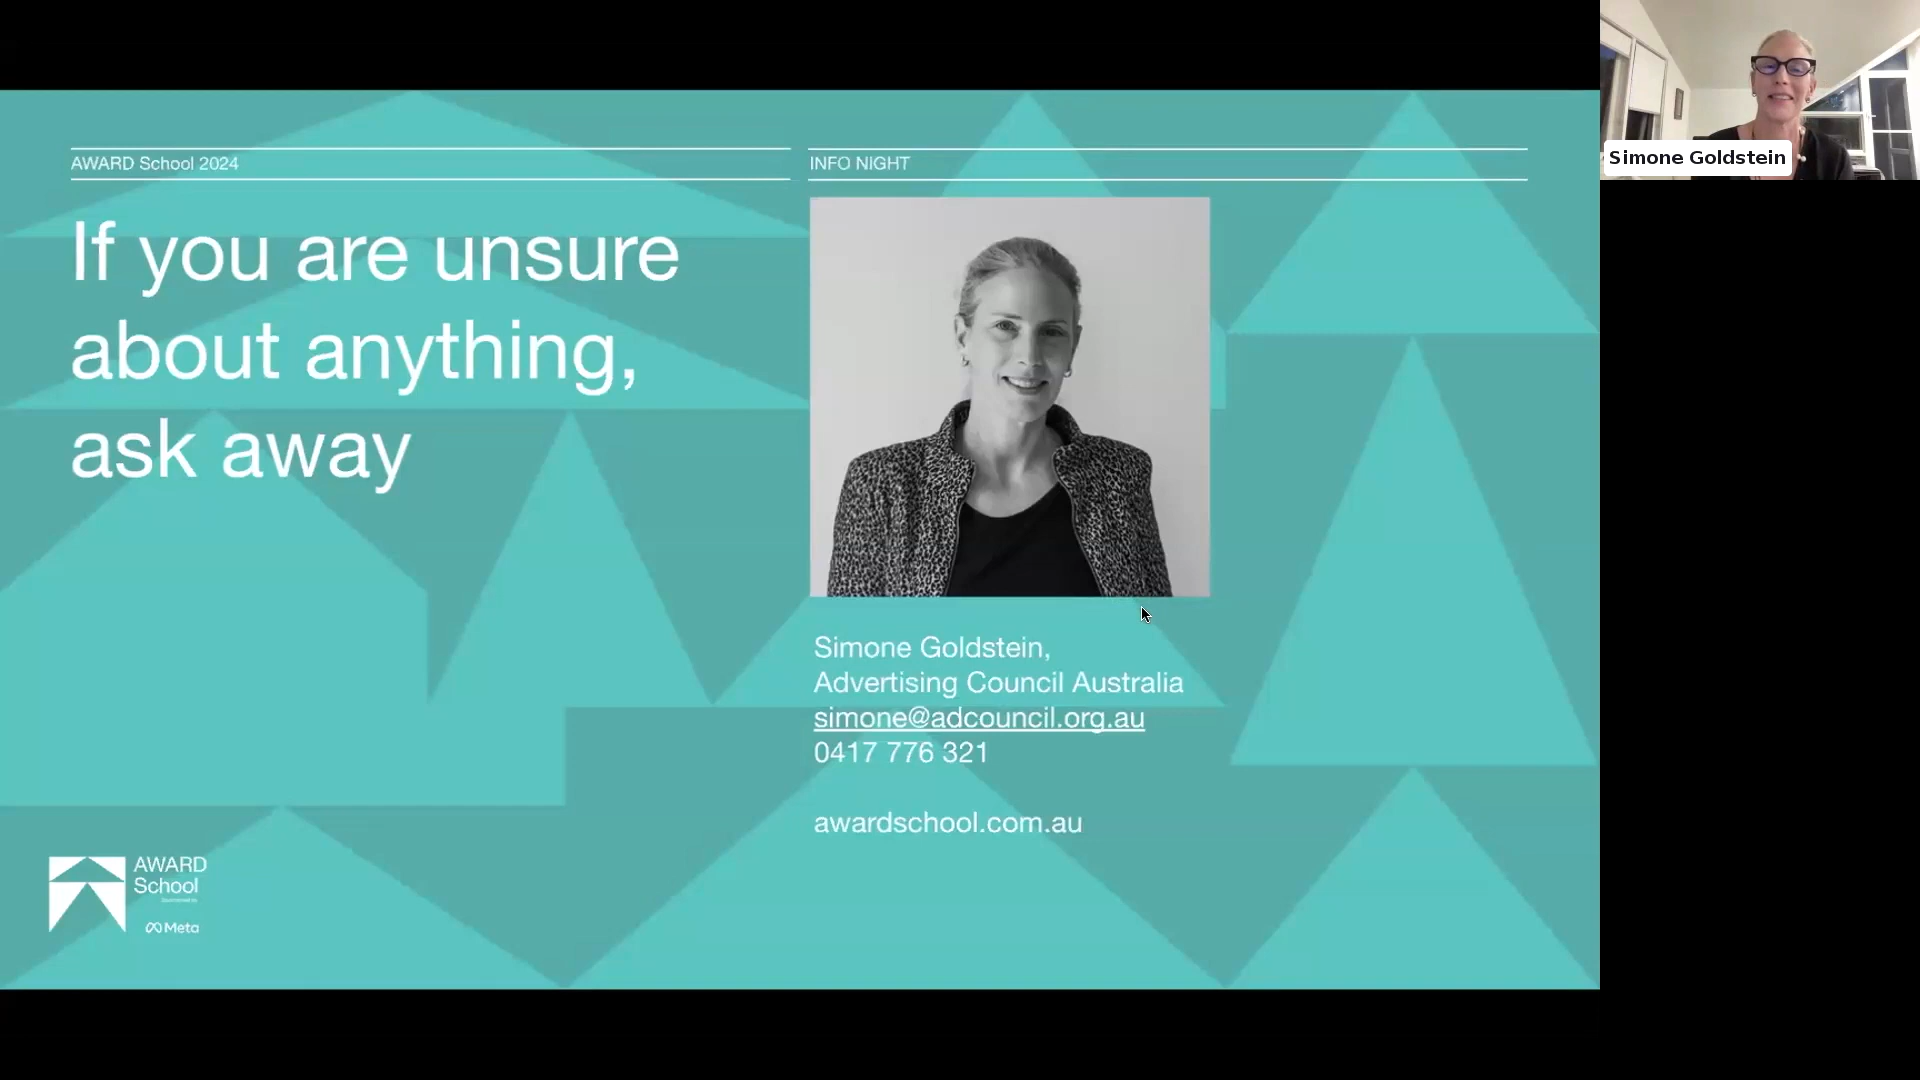 AWARD School 2024
INFO NIGHT
If you are unsure
about anything,
ask away
Simone Goldstein,
Advertising Council Australia
simone@adcouncil.org.au
0417 776 321
awardschool.com.au
AWARD
School
Meta
Simone Goldstein